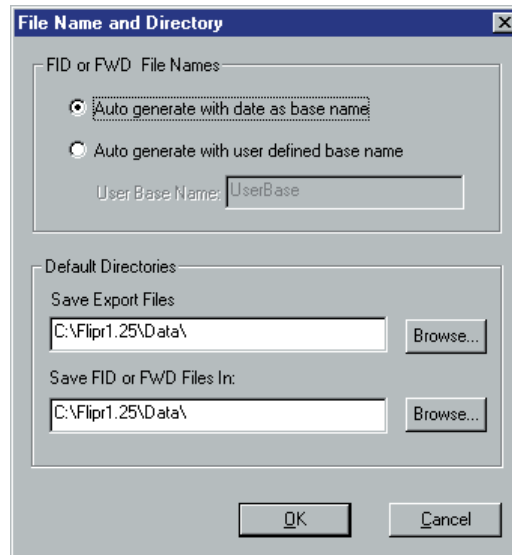 File Name and Directory
FID or FWD File Names
Auto generate with date as base name
Auto generate with user defined base name
User Base Name: UserBase
Default Directories
Save Export Files
C:\Flipr1.25\Data\ Browse...
Save FID or FWD Files In:
C:\Flipr1.25\Data\ Browse...
OK Cancel